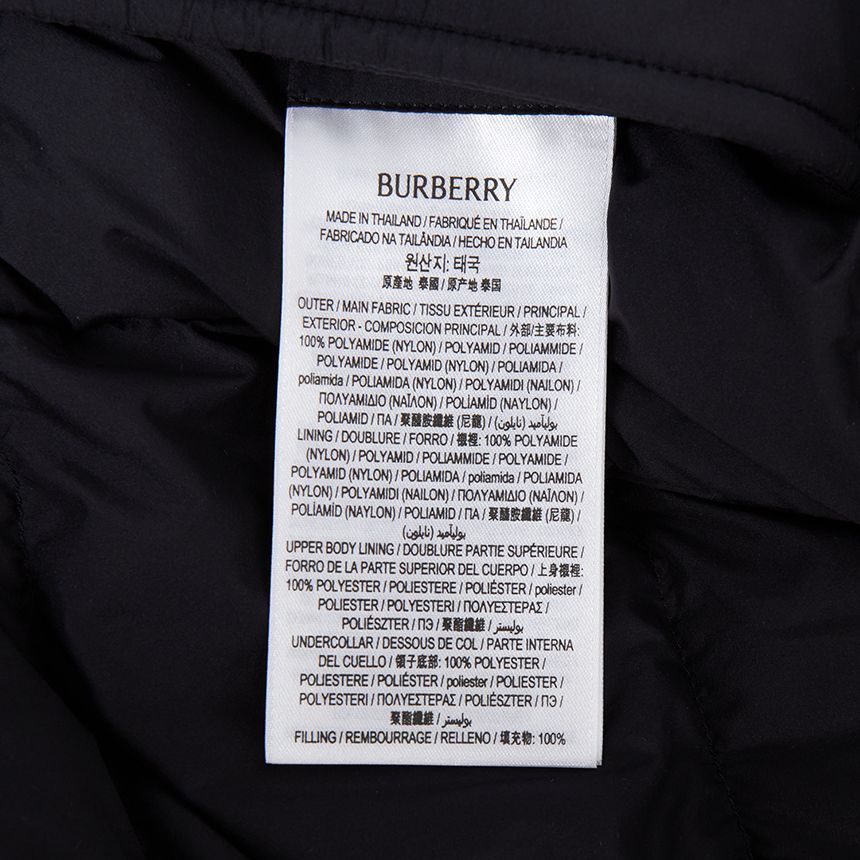 BURBERRY
MADE IN THAILAND / FABRIQUÉ EN THAÏLANDE /
FABRICADO NA TAILÂNDIA / HECHO EN TAILANDIA
원산지: 태국
原產地 泰國 / 原产地 泰国
OUTER / MAIN FABRIC / TISSU EXTÉRIEUR / PRINCIPAL /
EXTERIOR - COMPOSICION PRINCIPAL / 外部/主要布料:
100% POLYAMIDE (NYLON) / POLYAMID / POLIAMMIDE /
POLYAMIDE / POLYAMID (NYLON) / POLIAMIDA /
poliamida / POLIAMIDA (NYLON) / POLYAMIDI (NAILON) /
ΠΟΛΥΑΜΙΔΙΟ (ΝΑΪΛΟΝ) / POLİAMİD (NAYLON) /
POLIAMID / ПА / 聚醯胺纖維 (尼龍) / بوليآميد (نايلون)
LINING / DOUBLURE / FORRO / 襯裡: 100% POLYAMIDE
(NYLON) / POLYAMID / POLIAMMIDE / POLYAMIDE /
POLYAMID (NYLON) / POLIAMIDA / poliamida / POLIAMIDA
(NYLON) / POLYAMIDI (NAILON) / ΠΟΛΥΑΜΙΔΙΟ (ΝΑΪΛΟΝ) /
POLİAMİD (NAYLON) / POLIAMID / ПА / 聚醯胺纖維 (尼龍) /
بوليآميد (نايلون)
UPPER BODY LINING / DOUBLURE PARTIE SUPÉRIEURE /
FORRO DE LA PARTE SUPERIOR DEL CUERPO / 上身襯裡:
100% POLYESTER / POLIESTERE / POLIÉSTER / poliester /
POLIESTER / POLYESTERI / ΠΟΛΥΕΣΤΕΡΑΣ /
POLIÉSZTER / ПЭ / 聚酯纖維 / بوليستر
UNDERCOLLAR / DESSOUS DE COL / PARTE INTERNA
DEL CUELLO / 領子底部: 100% POLYESTER /
POLIESTERE / POLIÉSTER / poliester / POLIESTER /
POLYESTERI / ΠΟΛΥΕΣΤΕΡΑΣ / POLIÉSZTER / ПЭ /
聚酯纖維 / بوليستر
FILLING / REMBOURRAGE / RELLENO / 填充物: 100%